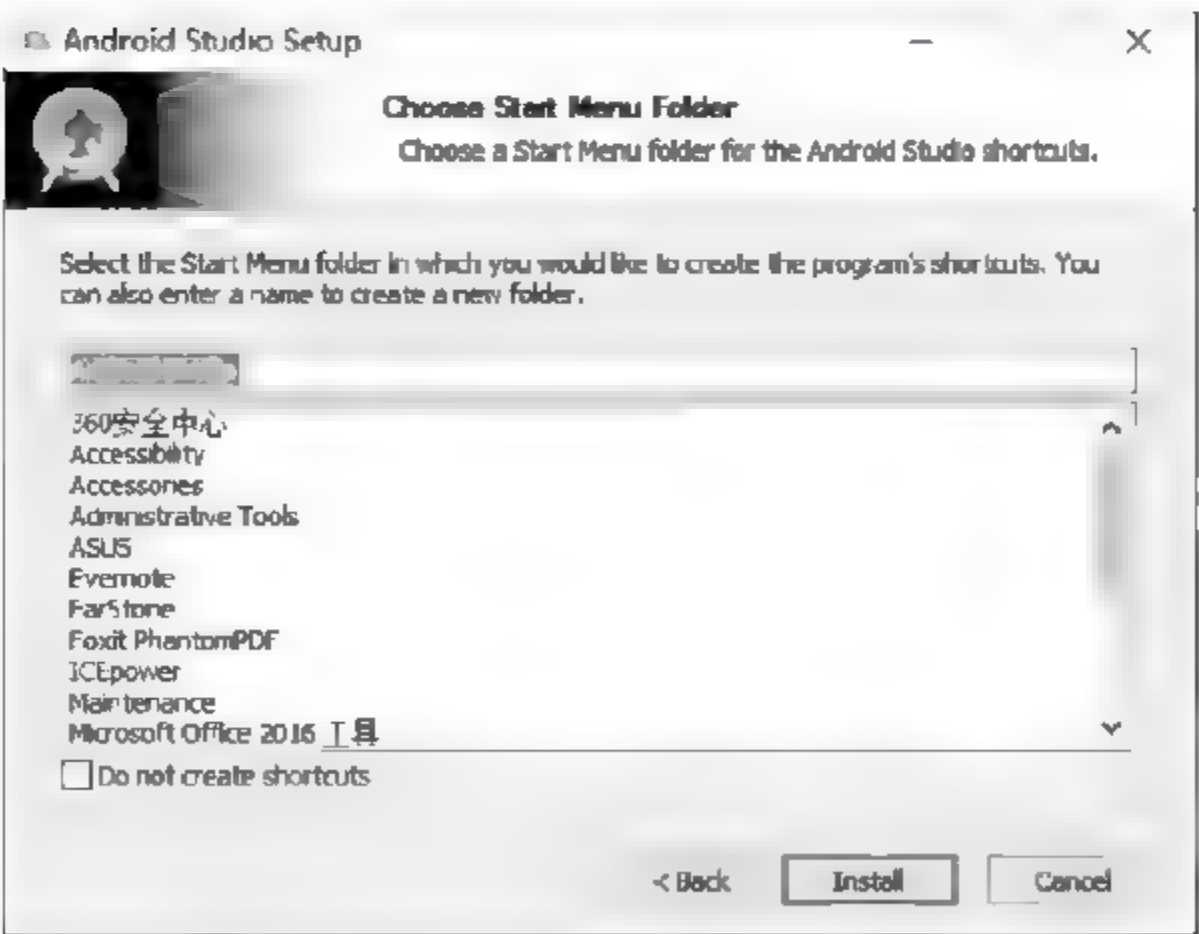 Android Studio Setup
Choose Start Menu Folder
Choose a Start Menu folder for the Android Studio shortcuts.
Select the Start Menu folder in which you would like to create the program's shortcuts. You
can also enter a name to create a new folder.
360安全中心
Accessibility
Accessories
Administrative Tools
ASUS
Evernote
FarStone
Foxit PhantomPDF
ICEpower
Maintenance
Microsoft Office 2016 工具
Do not create shortcuts
< Back
Install
Cancel